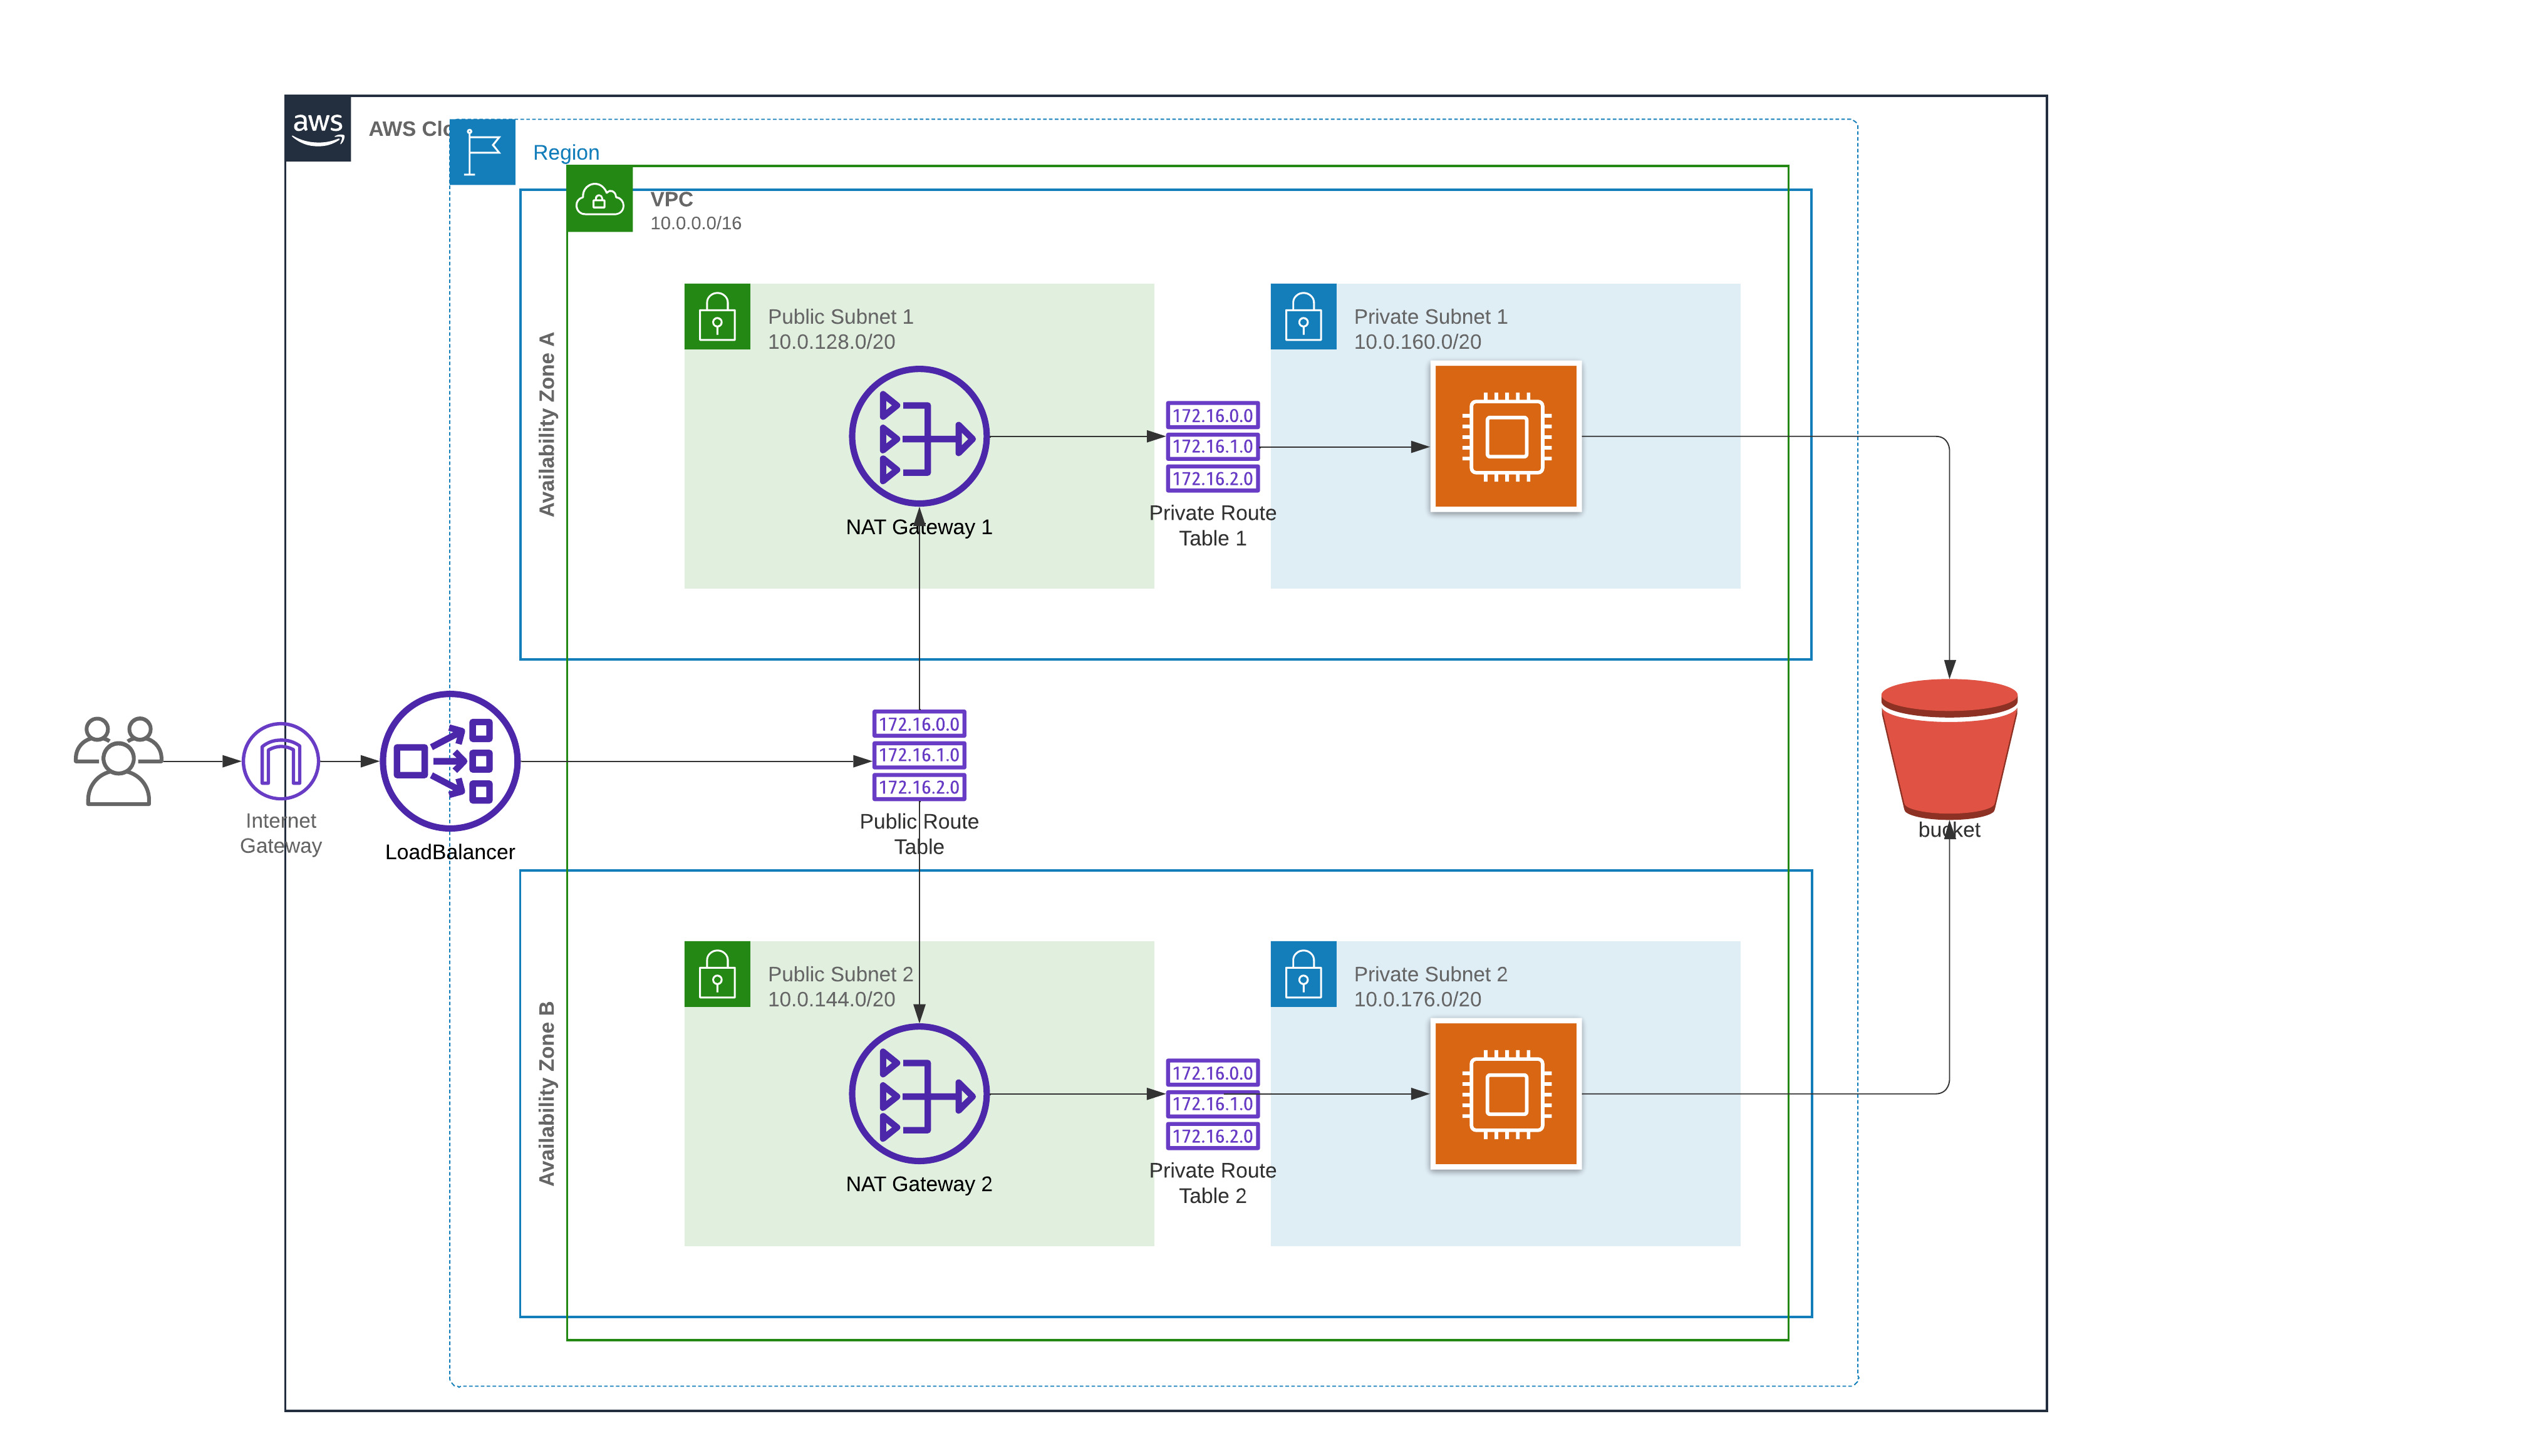 aws
AWS Clo
Region
VPC
10.0.0.0/16
Availability Zone A
Public Subnet 1
10.0.128.0/20
NAT Gateway 1
172.16.0.0
172.16.1.0
172.16.2.0
Private Route
Table 1
Private Subnet 1
10.0.160.0/20
Internet
Gateway
LoadBalancer
172.16.0.0
172.16.1.0
172.16.2.0
Public Route
Table
bucket
Availability Zone B
Public Subnet 2
10.0.144.0/20
NAT Gateway 2
172.16.0.0
172.16.1.0
172.16.2.0
Private Route
Table 2
Private Subnet 2
10.0.176.0/20